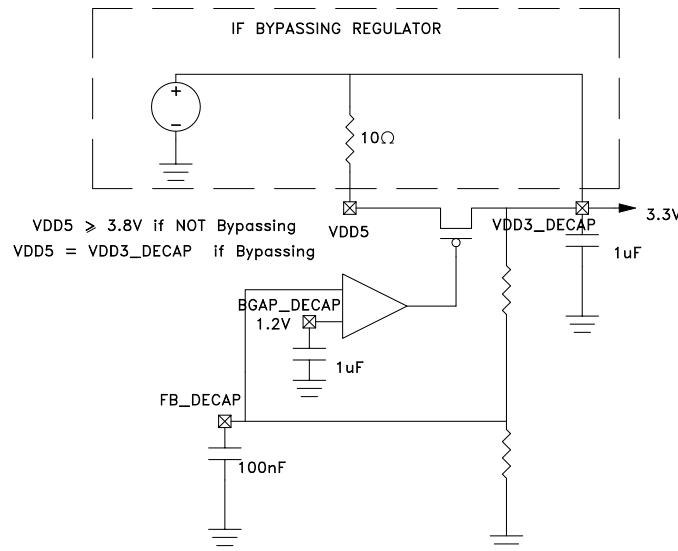 IF BYPASSING REGULATOR
+
−
10Ω
VDD5 ⩾ 3.8V if NOT Bypassing
VDD5 = VDD3_DECAP if Bypassing
VDD5
VDD3_DECAP
3.3V
1uF
BGAP_DECAP
1.2V
1uF
FB_DECAP
100nF